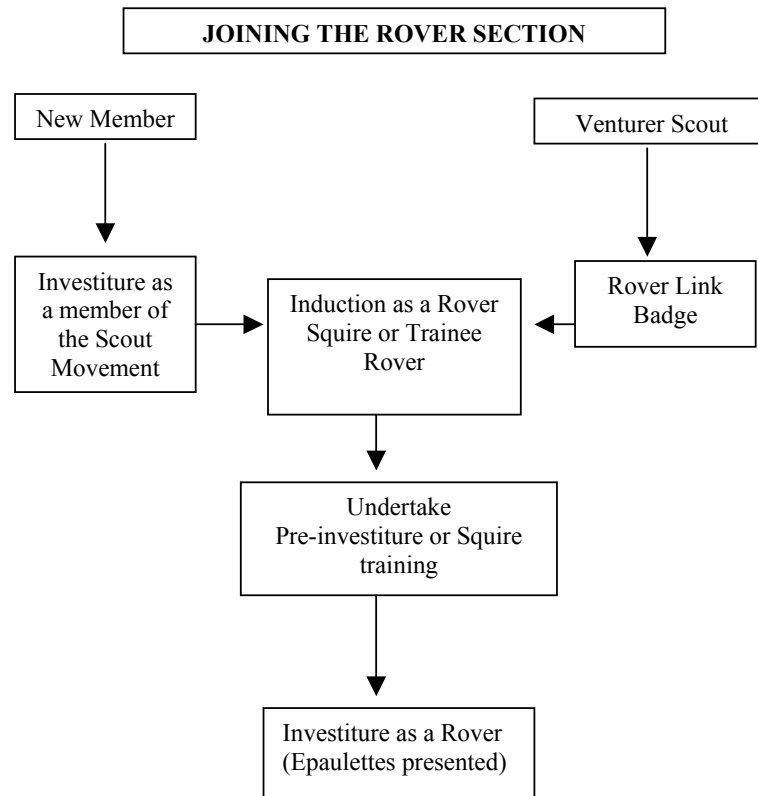 JOINING THE ROVER SECTION
New Member
Venturer Scout
Investiture as
a member of
the Scout
Movement
Induction as a Rover
Squire or Trainee
Rover
Rover Link
Badge
Undertake
Pre-investiture or Squire
training
Investiture as a Rover
(Epaulettes presented)